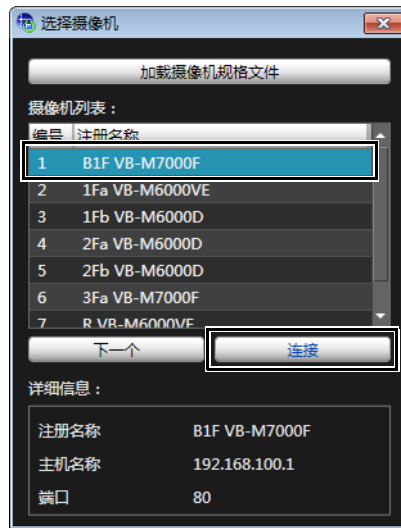 选择摄像机
加载摄像机规格文件
摄像机列表：
编号 注册名称
1 B1F VB-M7000F
2 1Fa VB-M6000VE
3 1Fb VB-M6000D
4 2Fa VB-M6000D
5 2Fb VB-M6000D
6 3Fa VB-M7000F
7 R VB-M6000VE
下一个 连接
详细信息：
注册名称 B1F VB-M7000F
主机名称 192.168.100.1
端口 80